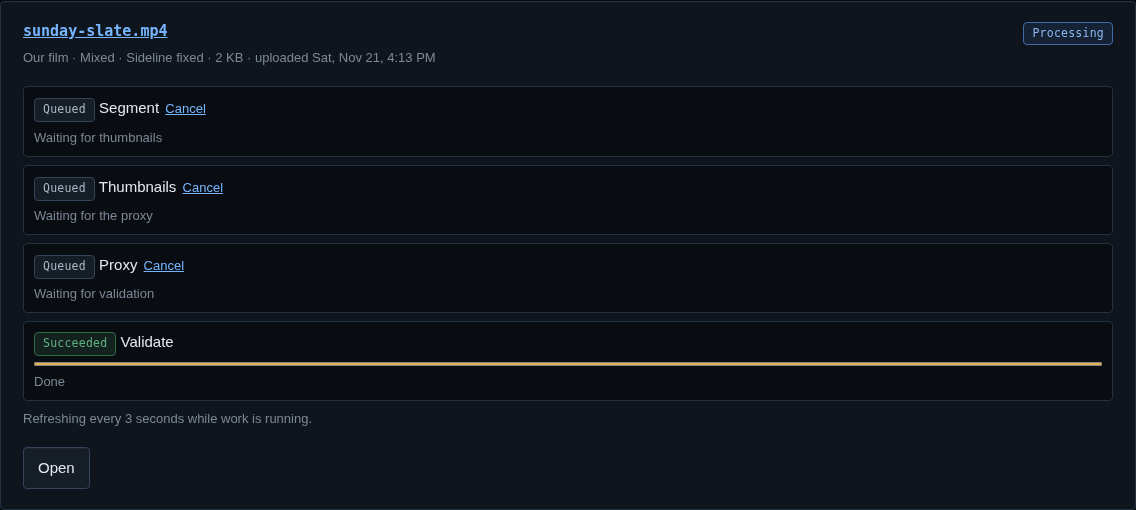 sunday-slate.mp4
Processing
Our film · Mixed · Sideline fixed · 2 KB · uploaded Sat, Nov 21, 4:13 PM
Queued Segment Cancel
Waiting for thumbnails
Queued Thumbnails Cancel
Waiting for the proxy
Queued Proxy Cancel
Waiting for validation
Succeeded Validate
Done
Refreshing every 3 seconds while work is running.
Open